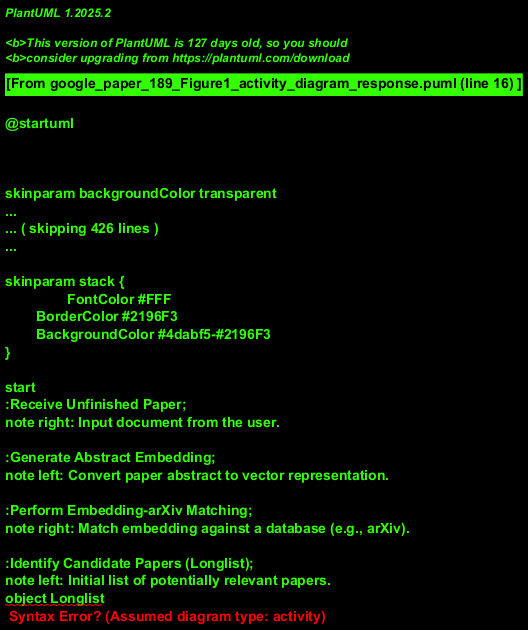 PlantUML 1.2025.2
<b>This version of PlantUML is 127 days old, so you should
<b>consider upgrading from https://plantuml.com/download
[From google_paper_189_Figure1_activity_diagram_response.puml (line 16) ]
@startuml
skinparam backgroundColor transparent
...
... ( skipping 426 lines )
...
skinparam stack {
FontColor #FFF
BorderColor #2196F3
BackgroundColor #4dabf5-#2196F3
}
start
:Receive Unfinished Paper;
note right: Input document from the user.
:Generate Abstract Embedding;
note left: Convert paper abstract to vector representation.
:Perform Embedding-arXiv Matching;
note right: Match embedding against a database (e.g., arXiv).
:Identify Candidate Papers (Longlist);
note left: Initial list of potentially relevant papers.
object Longlist
Syntax Error? (Assumed diagram type: activity)